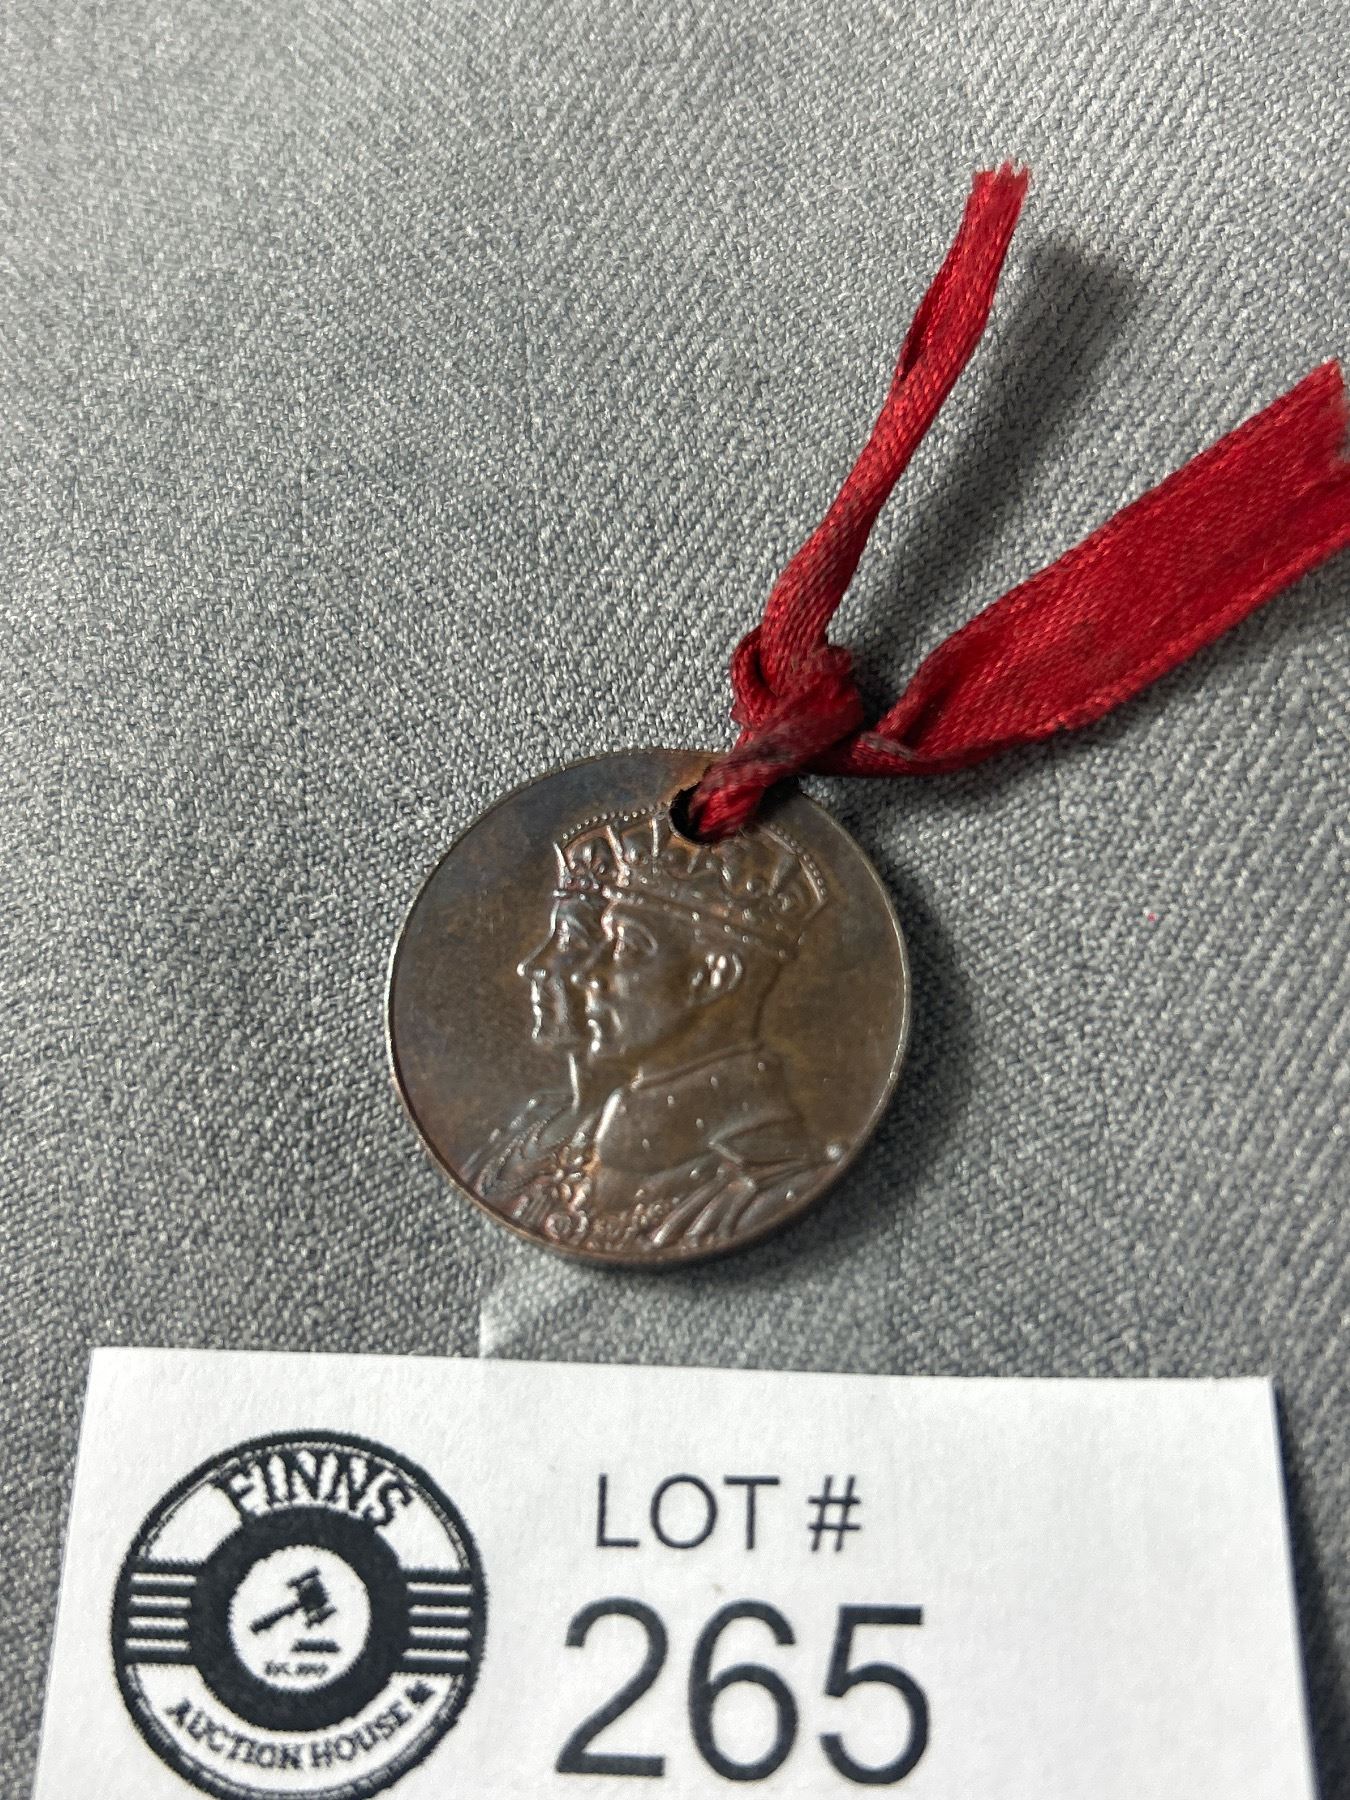 FINNS
AUCTION HOUSE &
LOT #
265